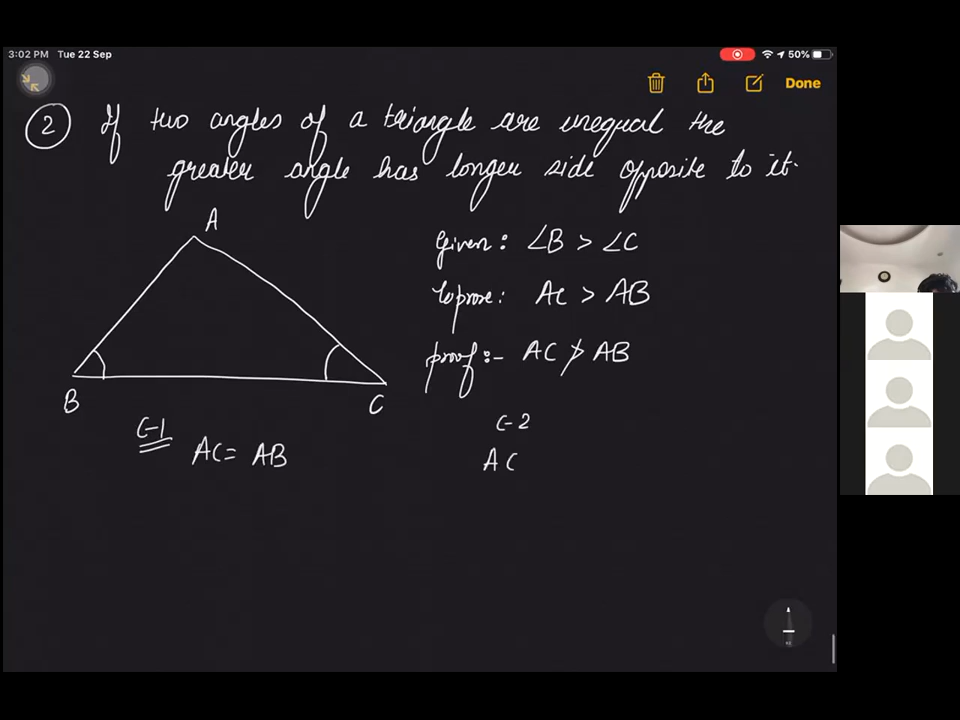 3:02 PM Tue 22 Sep
50%
Done
2 If two angles of a triangle are unequal the
greater angle has longer side opposite to it.
A
B
C
Given: ∠B > ∠C
To prove: AC > AB
proof:- AC ≯ AB
C-1
AC = AB
C-2
AC